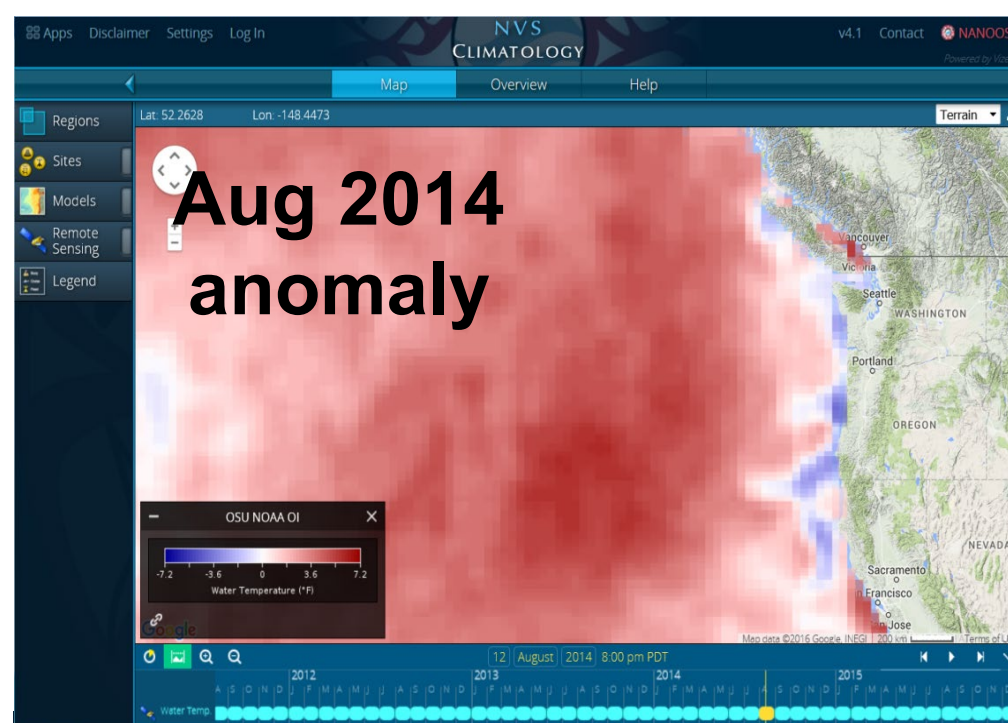 Apps Disclaimer Settings Log In
NVS
CLIMATOLOGY
v4.1 Contact NANOOS
Map Overview Help
Regions
Sites
Models
Remote
Sensing
Legend
Lat: 52.2628 Lon: -148.4473
Terrain
Aug 2014
anomaly
Vancouver
Victoria
Seattle
WASHINGTON
Portland
OREGON
NEVADA
Sacramento
Francisco
Jose
OSU NOAA OI
-7.2 -3.6 0 3.6 7.2
Water Temperature (°F)
Google
Map data ©2016 Google, INEGI 200 km Terms of U
12 August 2014 8:00 pm PDT
2012 2013 2014 2015
A S O N D J F M A M J J A S O N D J F M A M J J A S O N D J F M A M J J A S O N D J F M A M J J A S O N
Water Temp.